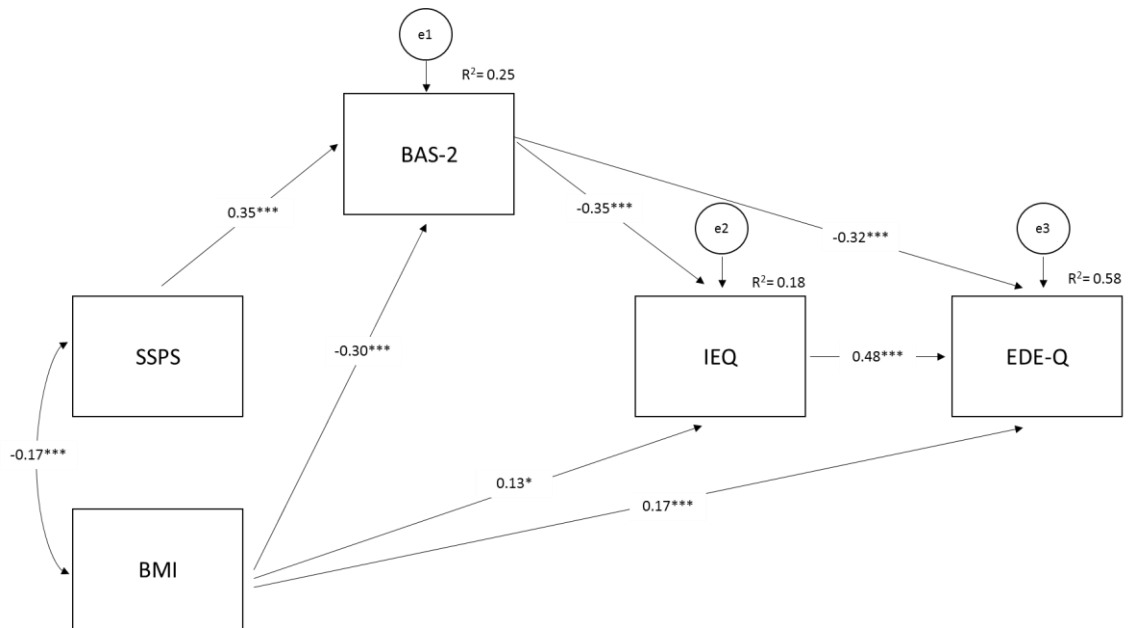 e1
R²= 0.25
BAS-2
0.35***
-0.35***
e2
-0.32***
e3
R²= 0.18
R²= 0.58
SSPS
-0.30***
IEQ
0.48***
EDE-Q
-0.17***
0.13*
0.17***
BMI